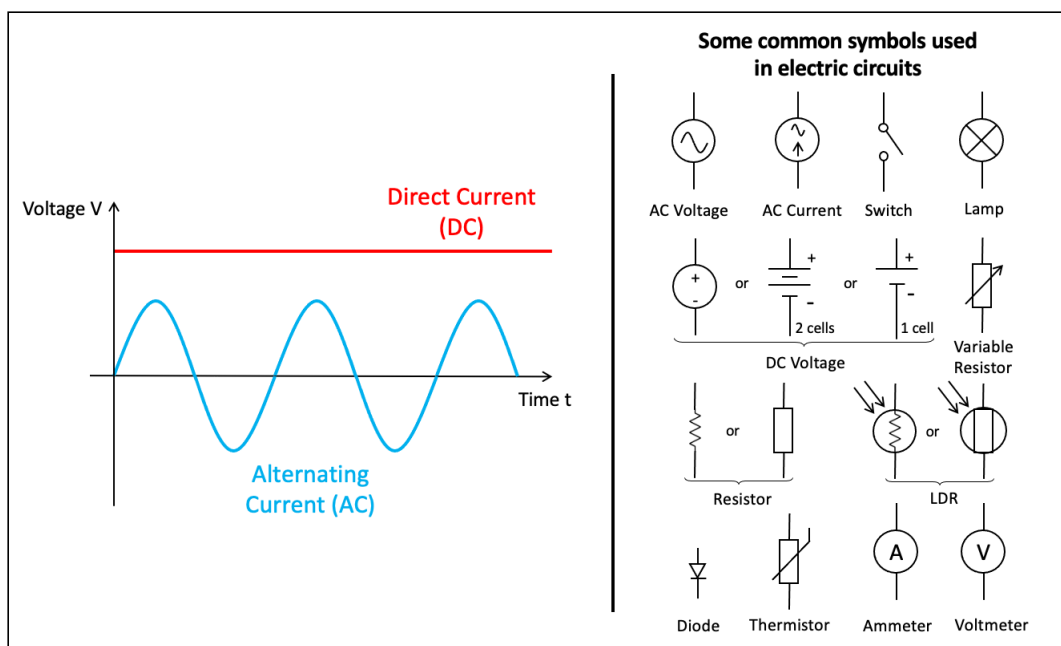 Some common symbols used
in electric circuits
Voltage V
Direct Current
(DC)
Time t
Alternating
Current (AC)
AC Voltage
AC Current
Switch
Lamp
+
-
or
+
-
2 cells
or
+
-
1 cell
DC Voltage
Variable
Resistor
or
Resistor
or
LDR
A
V
Diode
Thermistor
Ammeter
Voltmeter